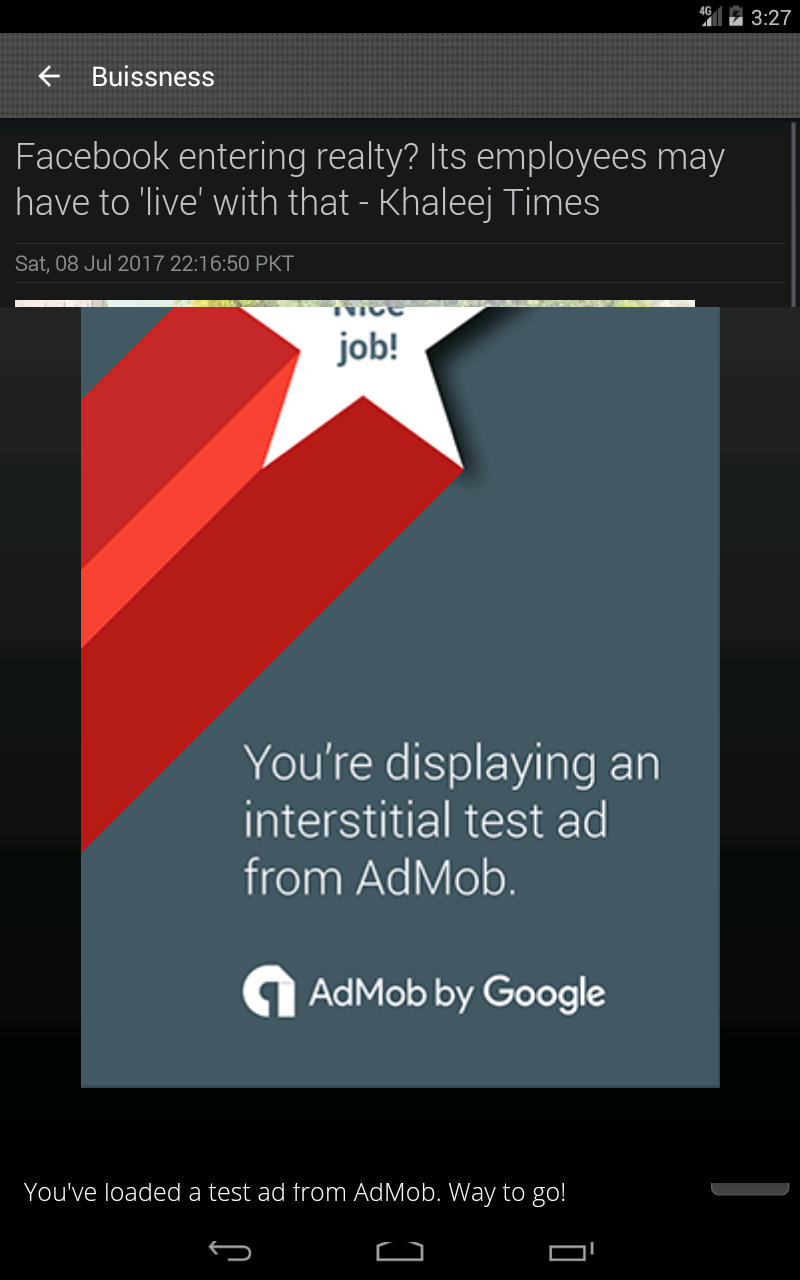 4G 3:27
Buissness
Facebook entering realty? Its employees may
have to 'live' with that - Khaleej Times
Sat, 08 Jul 2017 22:16:50 PKT
Nice
job!
You're displaying an
interstitial test ad
from AdMob.
AdMob by Google
You've loaded a test ad from AdMob. Way to go!